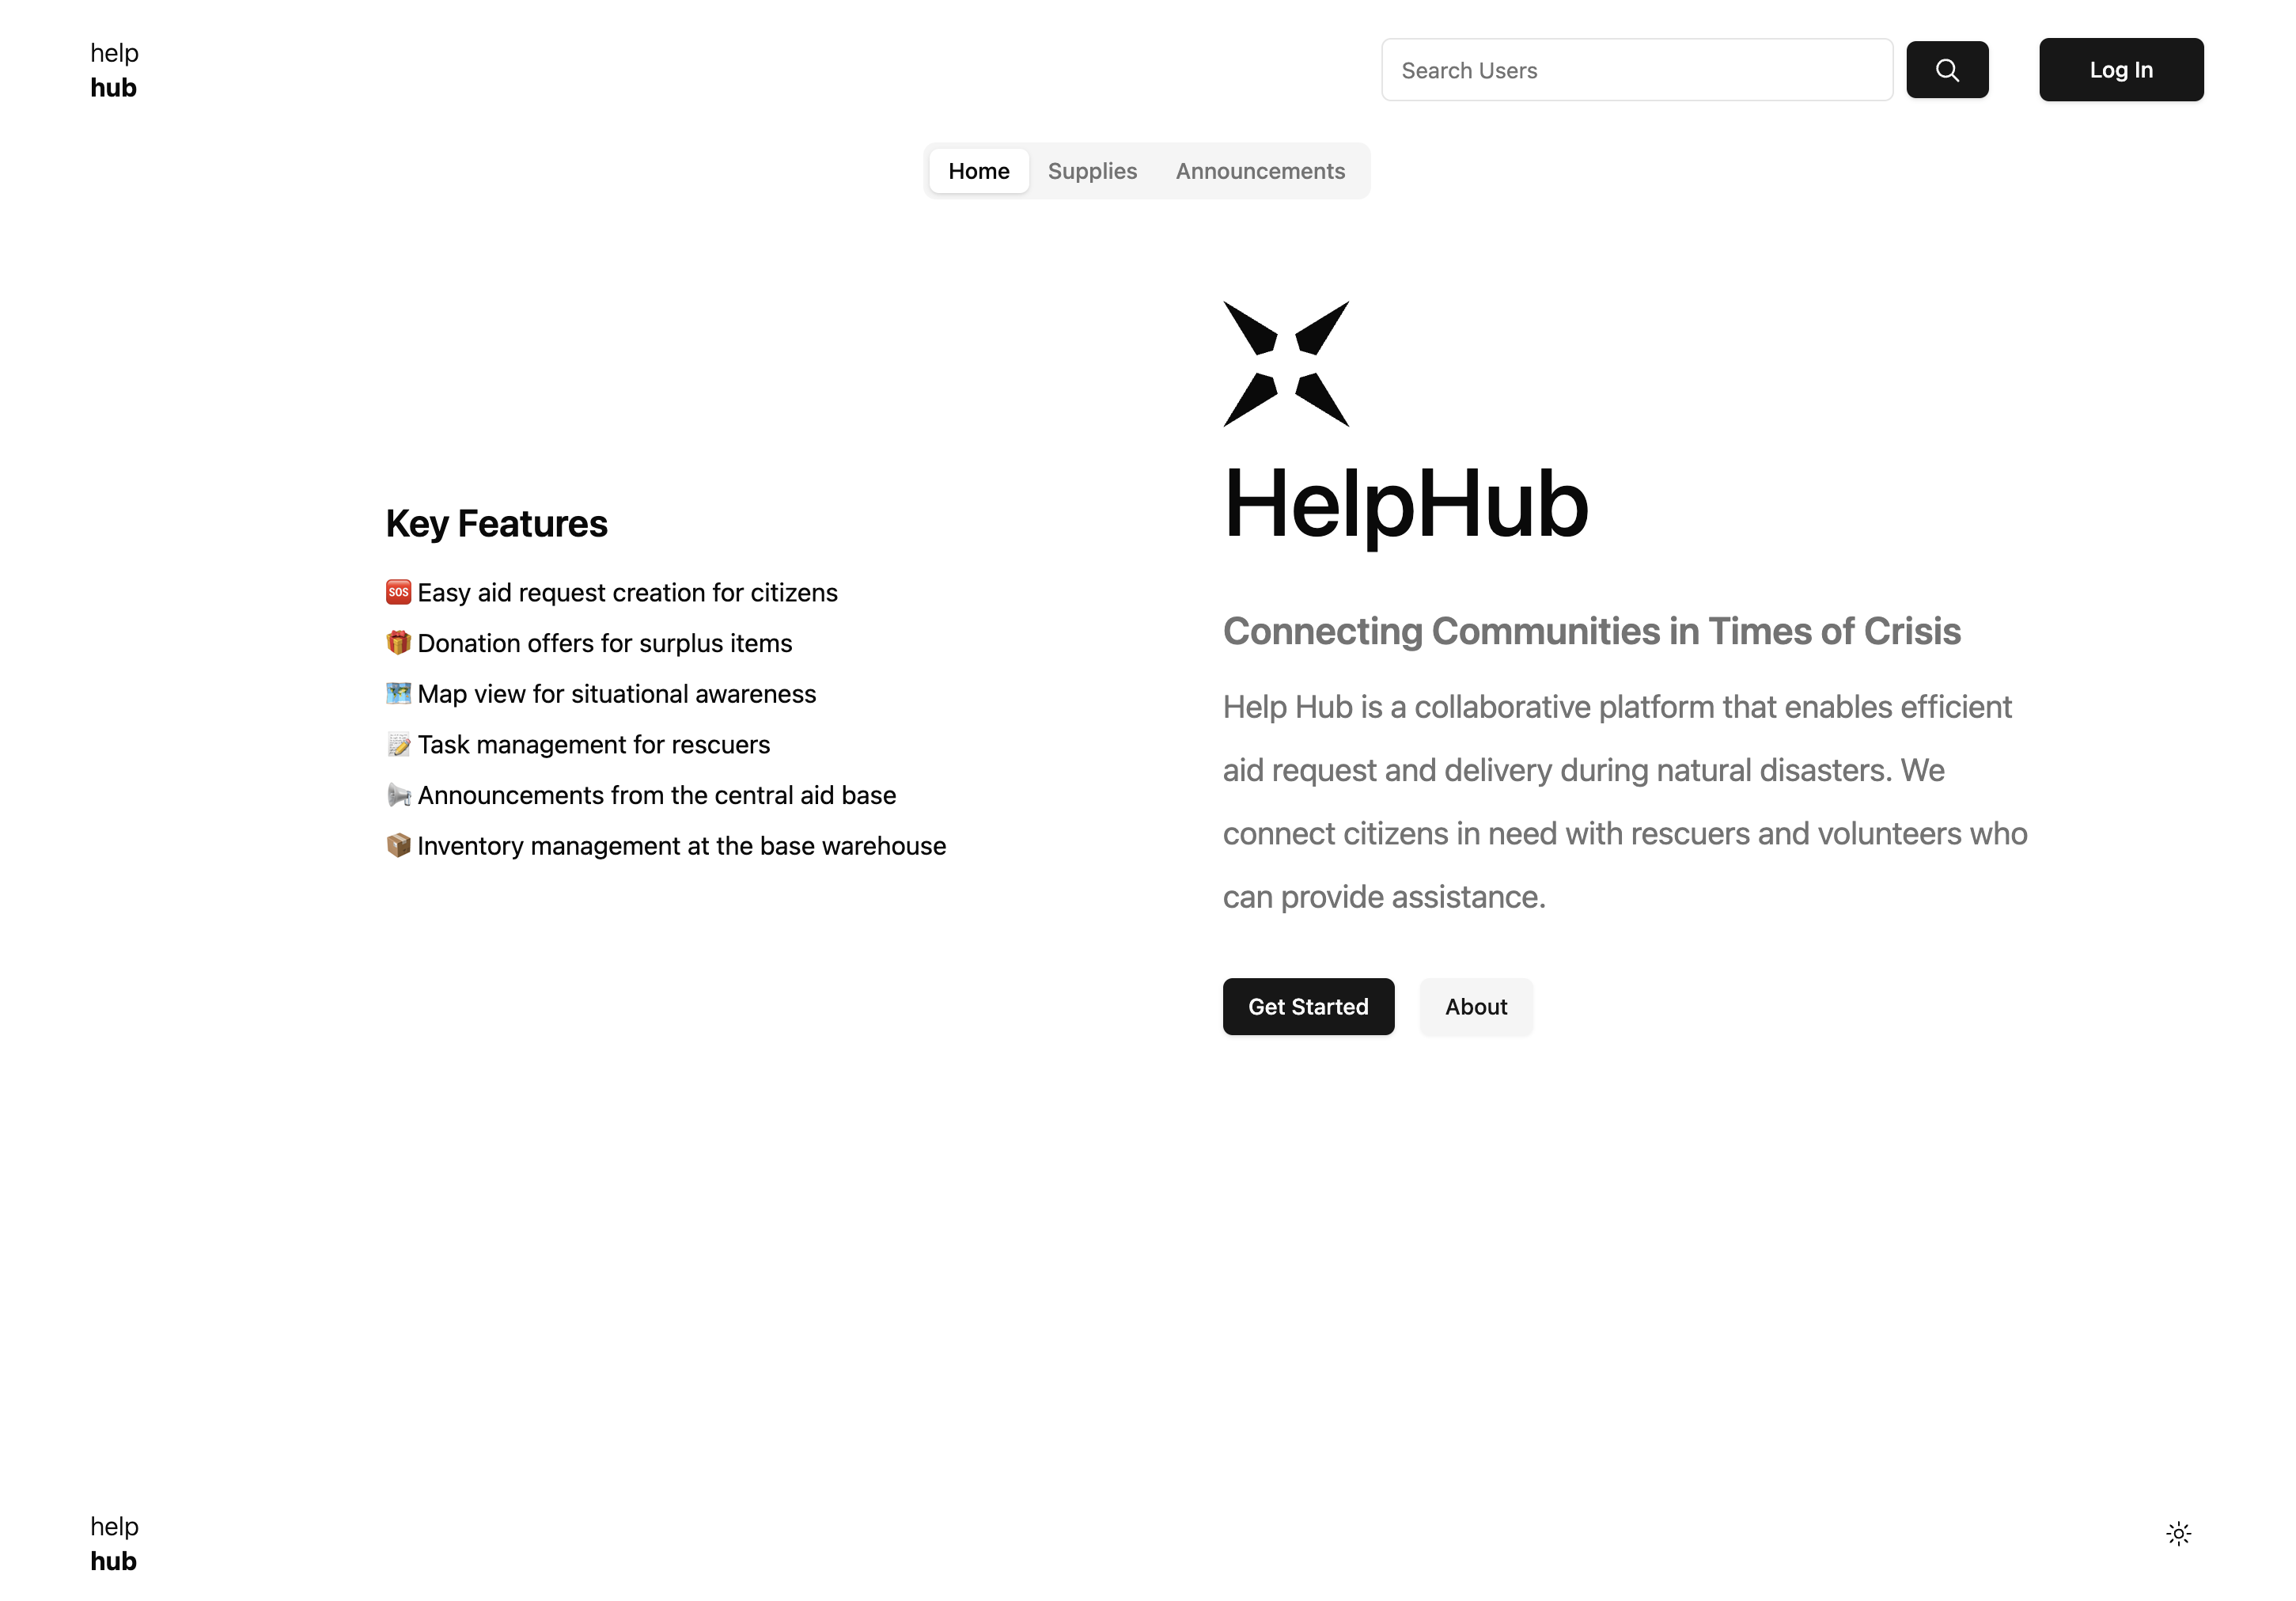 help
hub
Search Users
Log In
Home Supplies Announcements
Key Features
🆘 Easy aid request creation for citizens
🎁 Donation offers for surplus items
🗺️ Map view for situational awareness
📝 Task management for rescuers
📢 Announcements from the central aid base
📦 Inventory management at the base warehouse
HelpHub
Connecting Communities in Times of Crisis
Help Hub is a collaborative platform that enables efficient
aid request and delivery during natural disasters. We
connect citizens in need with rescuers and volunteers who
can provide assistance.
Get Started About
help
hub